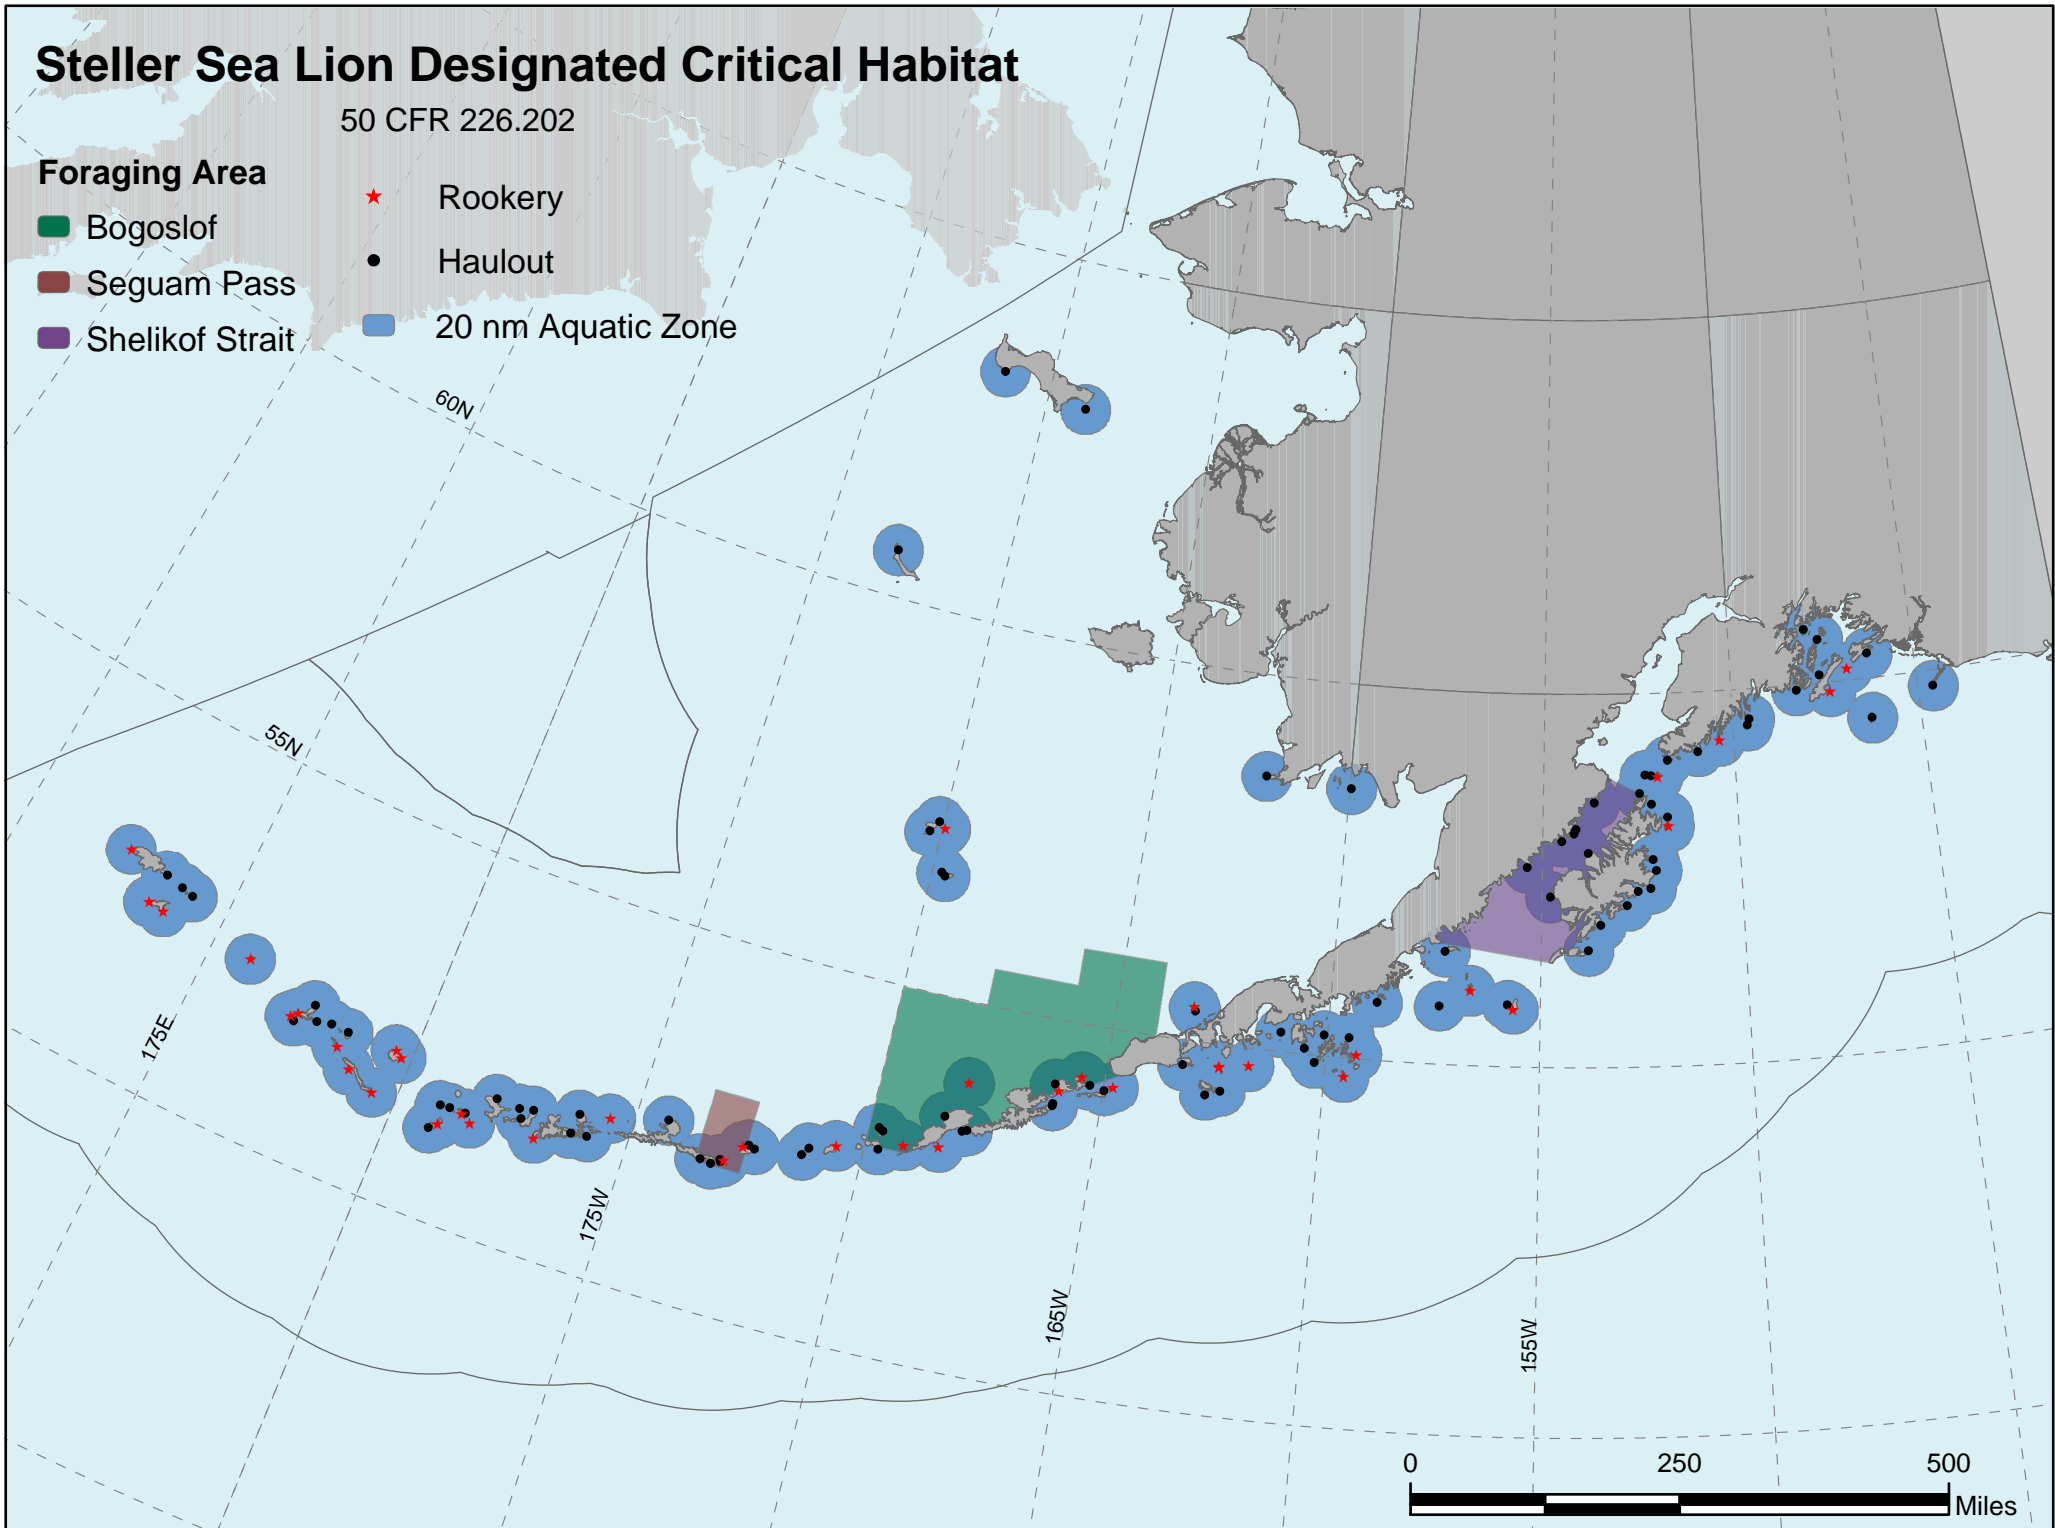 Steller Sea Lion Designated Critical Habitat
50 CFR 226.202
Foraging Area
Bogoslof
Seguam Pass
Shelikof Strait
Rookery
Haulout
20 nm Aquatic Zone
60N
55N
175E
175W
165W
155W
0 250 500
Miles